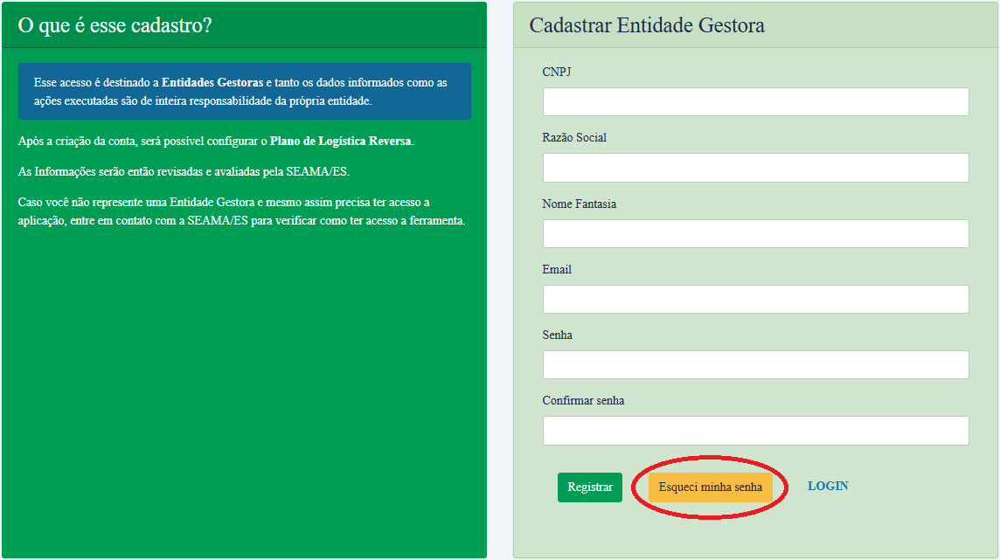 O que é esse cadastro?
Esse acesso é destinado a Entidades Gestoras e tanto os dados informados como as
ações executadas são de inteira responsabilidade da própria entidade.
Após a criação da conta, será possível configurar o Plano de Logística Reversa.
As Informações serão então revisadas e avaliadas pela SEAMA/ES.
Caso você não represente uma Entidade Gestora e mesmo assim precisa ter acesso a
aplicação, entre em contato com a SEAMA/ES para verificar como ter acesso a ferramenta.
Cadastrar Entidade Gestora
CNPJ
Razão Social
Nome Fantasia
Email
Senha
Confirmar senha
Registrar
Esqueci minha senha
LOGIN